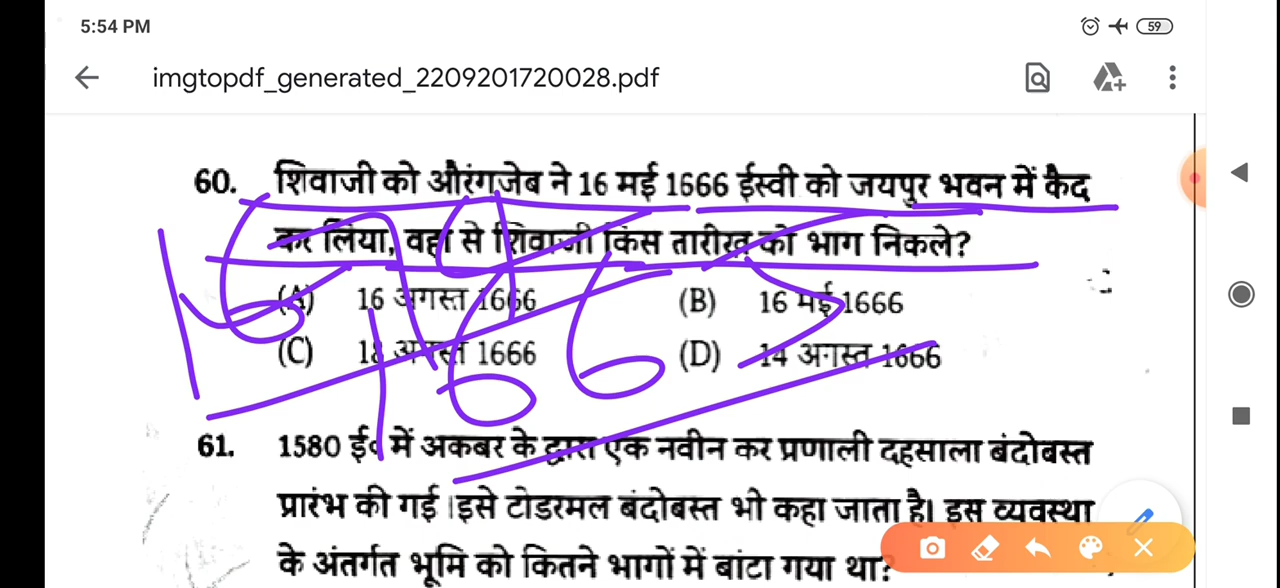 5:54 PM
59
imgtopdf_generated_2209201720028.pdf
60. शिवाजी को औरंगजेब ने 16 मई 1666 ईस्वी को जयपुर भवन में कैद
कर लिया, वहां से शिवाजी किस तारीख को भाग निकले?
(A) 16 अगस्त 1666 (B) 16 मई 1666
(C) 18 अगस्त 1666 (D) 14 अगस्त 1666
61. 1580 ई० में अकबर के द्वारा एक नवीन कर प्रणाली दहसाला बंदोबस्त
प्रारंभ की गई।इसे टोडरमल बंदोबस्त भी कहा जाता है। इस व्यवस्था
के अंतर्गत भूमि को कितने भागों में बांटा गया था?